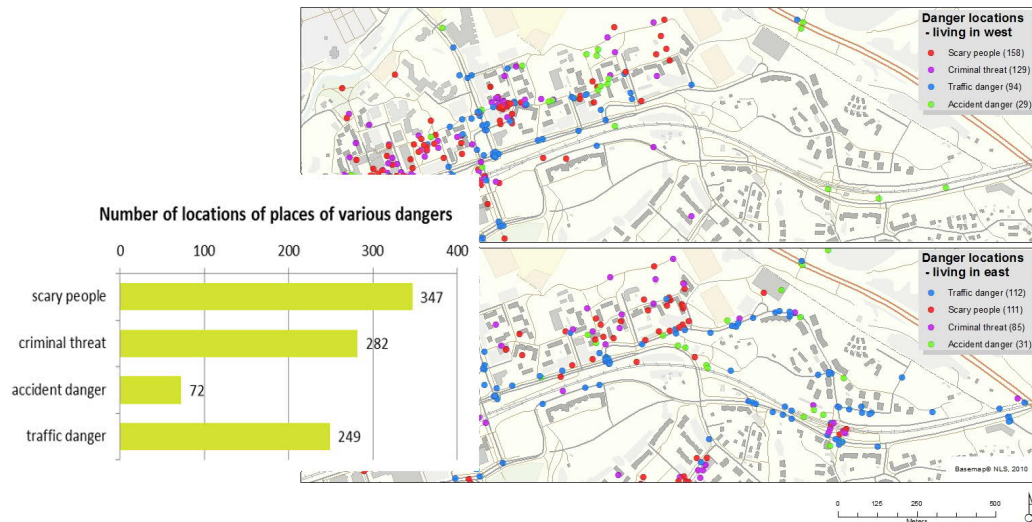 Danger locations
- living in west
Scary people (158)
Criminal threat (129)
Traffic danger (94)
Accident danger (29)
Number of locations of places of various dangers
0 100 200 300 400
scary people 347
criminal threat 282
accident danger 72
traffic danger 249
Danger locations
- living in east
Traffic danger (112)
Scary people (111)
Criminal threat (85)
Accident danger (31)
Basemap® NLS, 2010
0 125 250 500
Meters